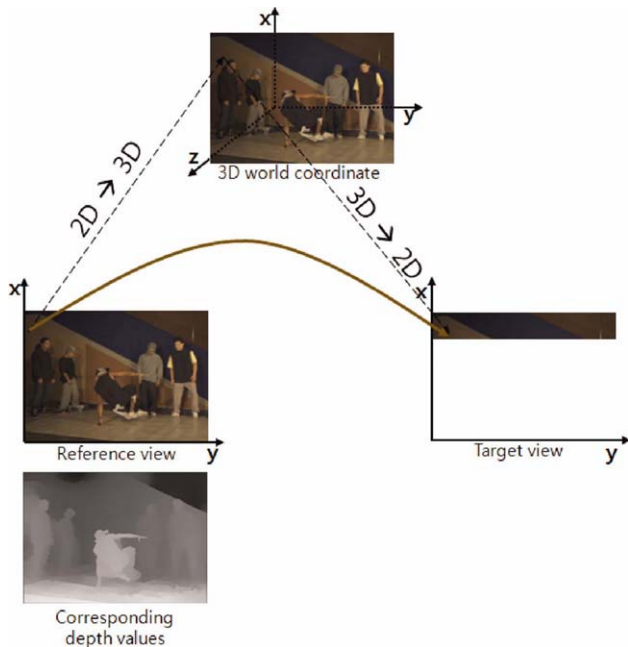 x
y
z
3D world coordinate
2D → 3D
3D → 2D
x
y
Reference view
x
y
Target view
Corresponding
depth values